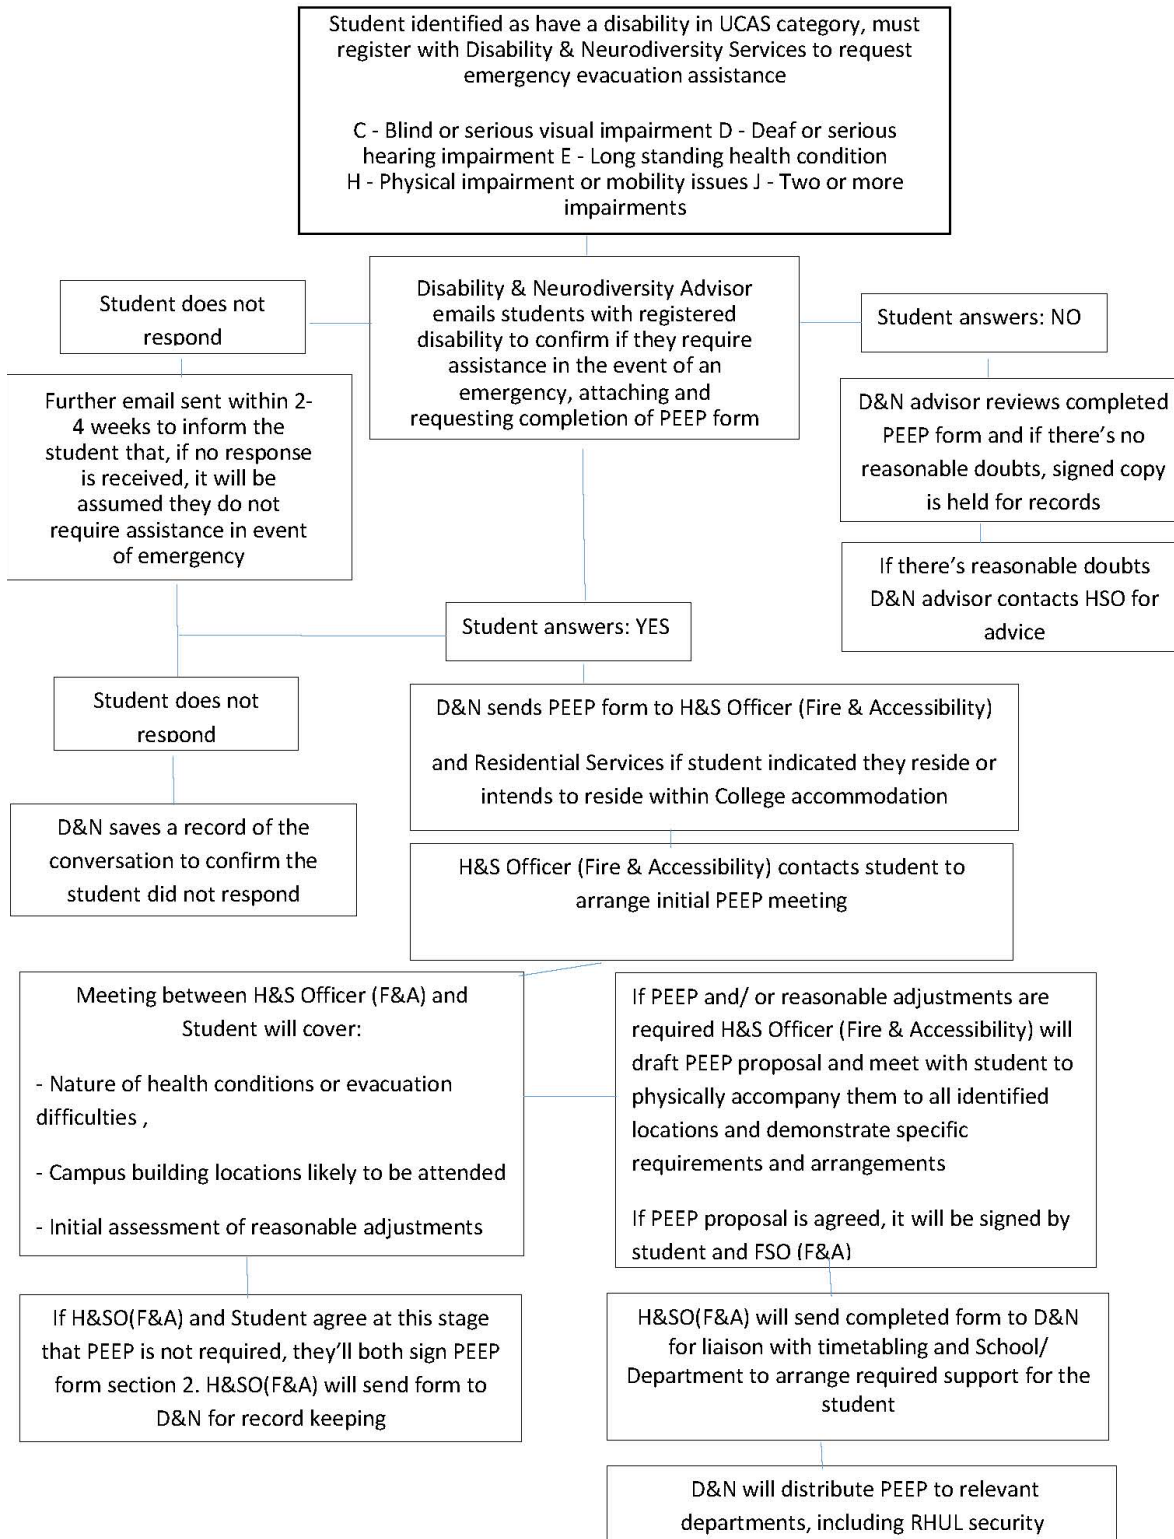 Student identified as have a disability in UCAS category, must
register with Disability & Neurodiversity Services to request
emergency evacuation assistance
C - Blind or serious visual impairment D - Deaf or serious
hearing impairment E - Long standing health condition
H - Physical impairment or mobility issues J - Two or more
impairments
Student does not
respond
Disability & Neurodiversity Advisor
emails students with registered
disability to confirm if they require
assistance in the event of an
emergency, attaching and
requesting completion of PEEP form
Student answers: NO
Further email sent within 2-
4 weeks to inform the
student that, if no response
is received, it will be
assumed they do not
require assistance in event
of emergency
D&N advisor reviews completed
PEEP form and if there's no
reasonable doubts, signed copy
is held for records
If there's reasonable doubts
D&N advisor contacts HSO for
advice
Student answers: YES
Student does not
respond
D&N sends PEEP form to H&S Officer (Fire & Accessibility)
and Residential Services if student indicated they reside or
intends to reside within College accommodation
D&N saves a record of the
conversation to confirm the
student did not respond
H&S Officer (Fire & Accessibility) contacts student to
arrange initial PEEP meeting
Meeting between H&S Officer (F&A) and
Student will cover:
- Nature of health conditions or evacuation
difficulties ,
- Campus building locations likely to be attended
- Initial assessment of reasonable adjustments
If PEEP and/ or reasonable adjustments are
required H&S Officer (Fire & Accessibility) will
draft PEEP proposal and meet with student to
physically accompany them to all identified
locations and demonstrate specific
requirements and arrangements
If PEEP proposal is agreed, it will be signed by
student and FSO (F&A)
If H&SO(F&A) and Student agree at this stage
that PEEP is not required, they'll both sign PEEP
form section 2. H&SO(F&A) will send form to
D&N for record keeping
H&SO(F&A) will send completed form to D&N
for liaison with timetabling and School/
Department to arrange required support for the
student
D&N will distribute PEEP to relevant
departments, including RHUL security